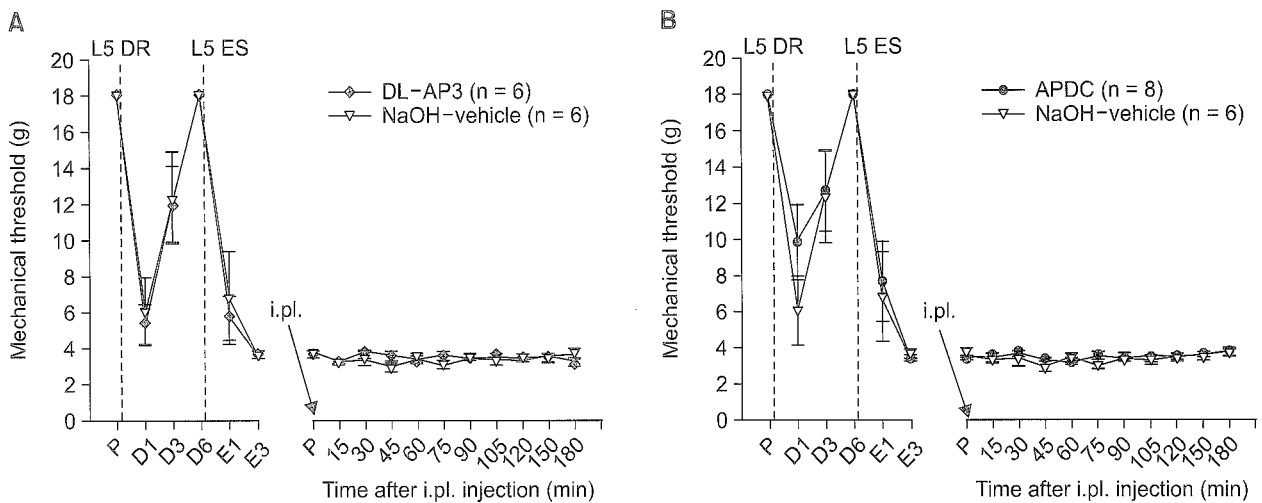 A
L5 DR
L5 ES
20
18
16
14
12
10
8
6
4
2
0
Mechanical threshold (g)
DL-AP3 (n = 6)
NaOH-vehicle (n = 6)
i.pl.
P D1 D3 D6 E1 E3
P 15 30 45 60 75 90 105 120 150 180
Time after i.pl. injection (min)
B
L5 DR
L5 ES
20
18
16
14
12
10
8
6
4
2
0
Mechanical threshold (g)
APDC (n = 8)
NaOH-vehicle (n = 6)
i.pl.
P D1 D3 D6 E1 E3
P 15 30 45 60 75 90 105 120 150 180
Time after i.pl. injection (min)